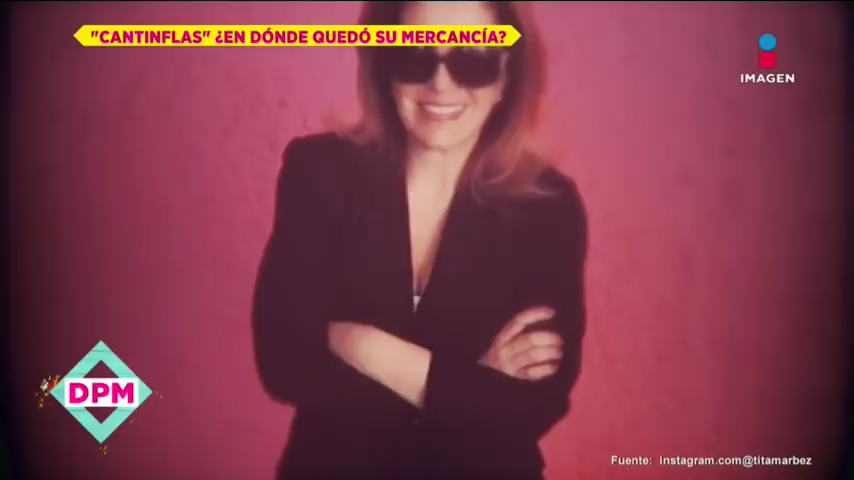 "CANTINFLAS" ¿EN DÓNDE QUEDÓ SU MERCANCÍA?
IMAGEN
DPM
Fuente: instagram.com@titamarbez